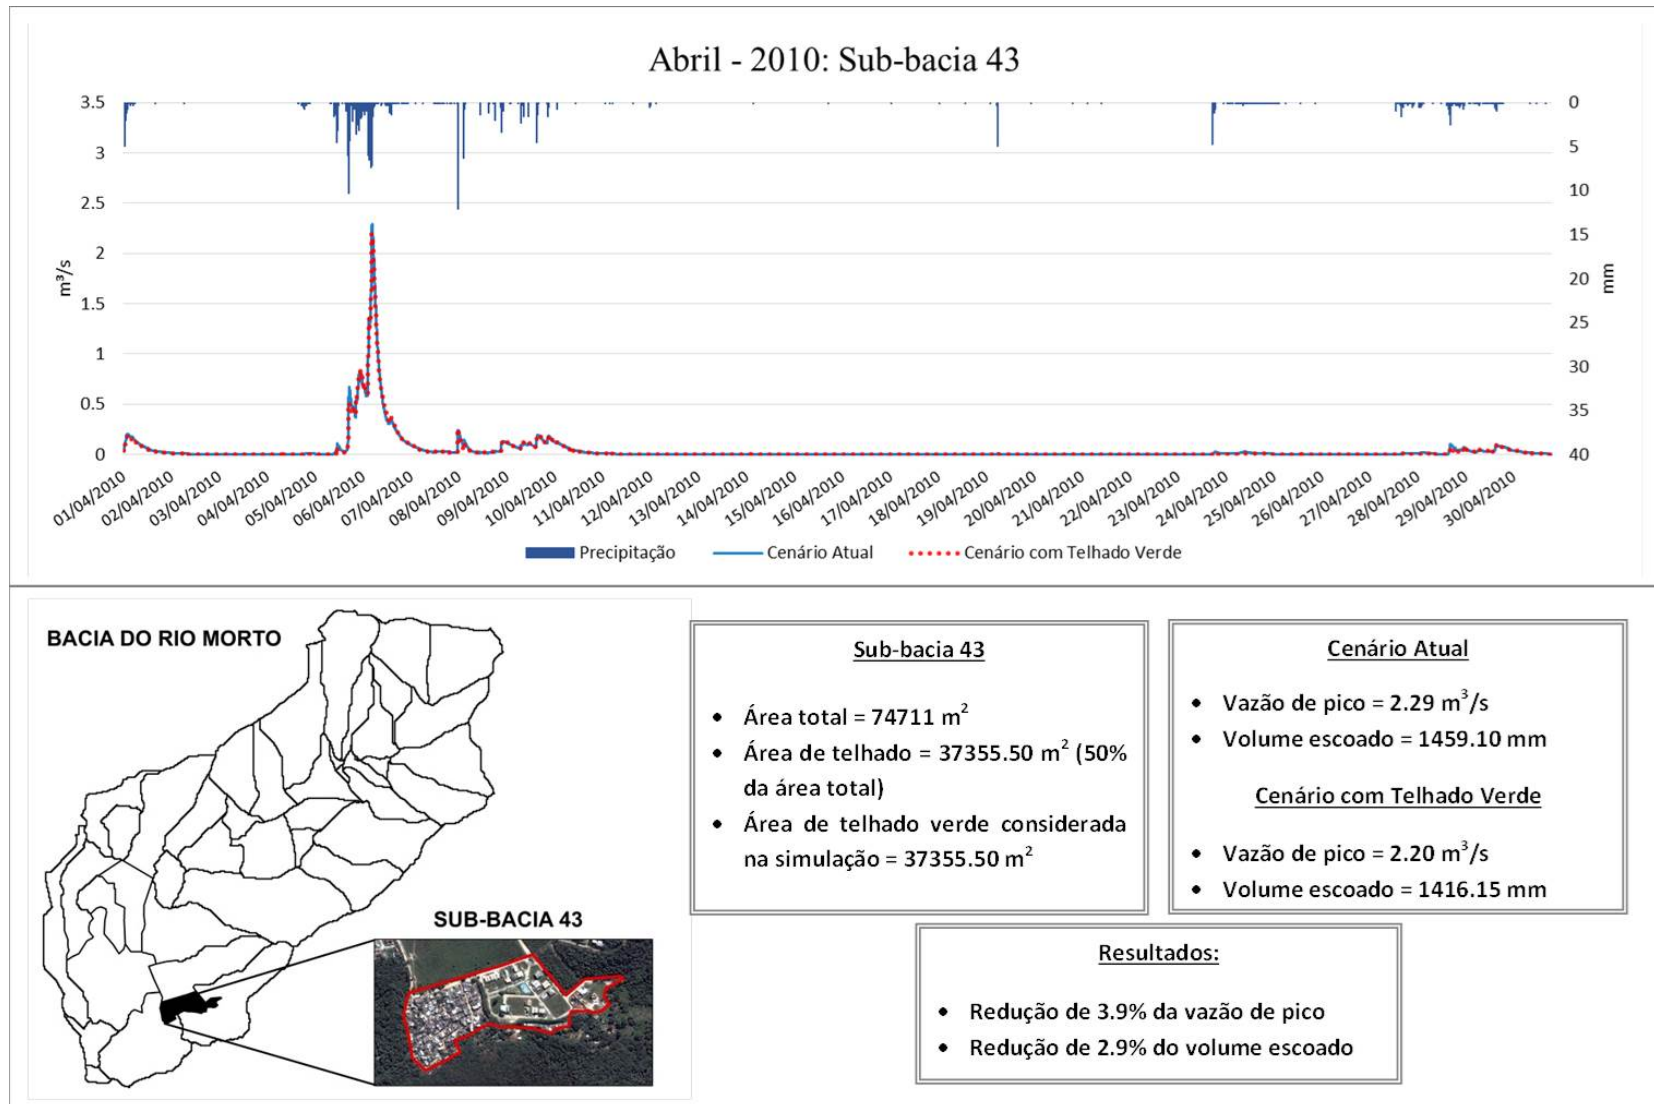 Abril - 2010: Sub-bacia 43
3.5
3
2.5
2
1.5
1
0.5
0
m³/s
0
5
10
15
20
25
30
35
40
mm
01/04/2010
02/04/2010
03/04/2010
04/04/2010
05/04/2010
06/04/2010
07/04/2010
08/04/2010
09/04/2010
10/04/2010
11/04/2010
12/04/2010
13/04/2010
14/04/2010
15/04/2010
16/04/2010
17/04/2010
18/04/2010
19/04/2010
20/04/2010
21/04/2010
22/04/2010
23/04/2010
24/04/2010
25/04/2010
26/04/2010
27/04/2010
28/04/2010
29/04/2010
30/04/2010
Precipitação
Cenário Atual
Cenário com Telhado Verde
BACIA DO RIO MORTO
SUB-BACIA 43
Sub-bacia 43
• Área total = 74711 m²
• Área de telhado = 37355.50 m² (50%
da área total)
• Área de telhado verde considerada
na simulação = 37355.50 m²
Cenário Atual
• Vazão de pico = 2.29 m³/s
• Volume escoado = 1459.10 mm
Cenário com Telhado Verde
• Vazão de pico = 2.20 m³/s
• Volume escoado = 1416.15 mm
Resultados:
• Redução de 3.9% da vazão de pico
• Redução de 2.9% do volume escoado